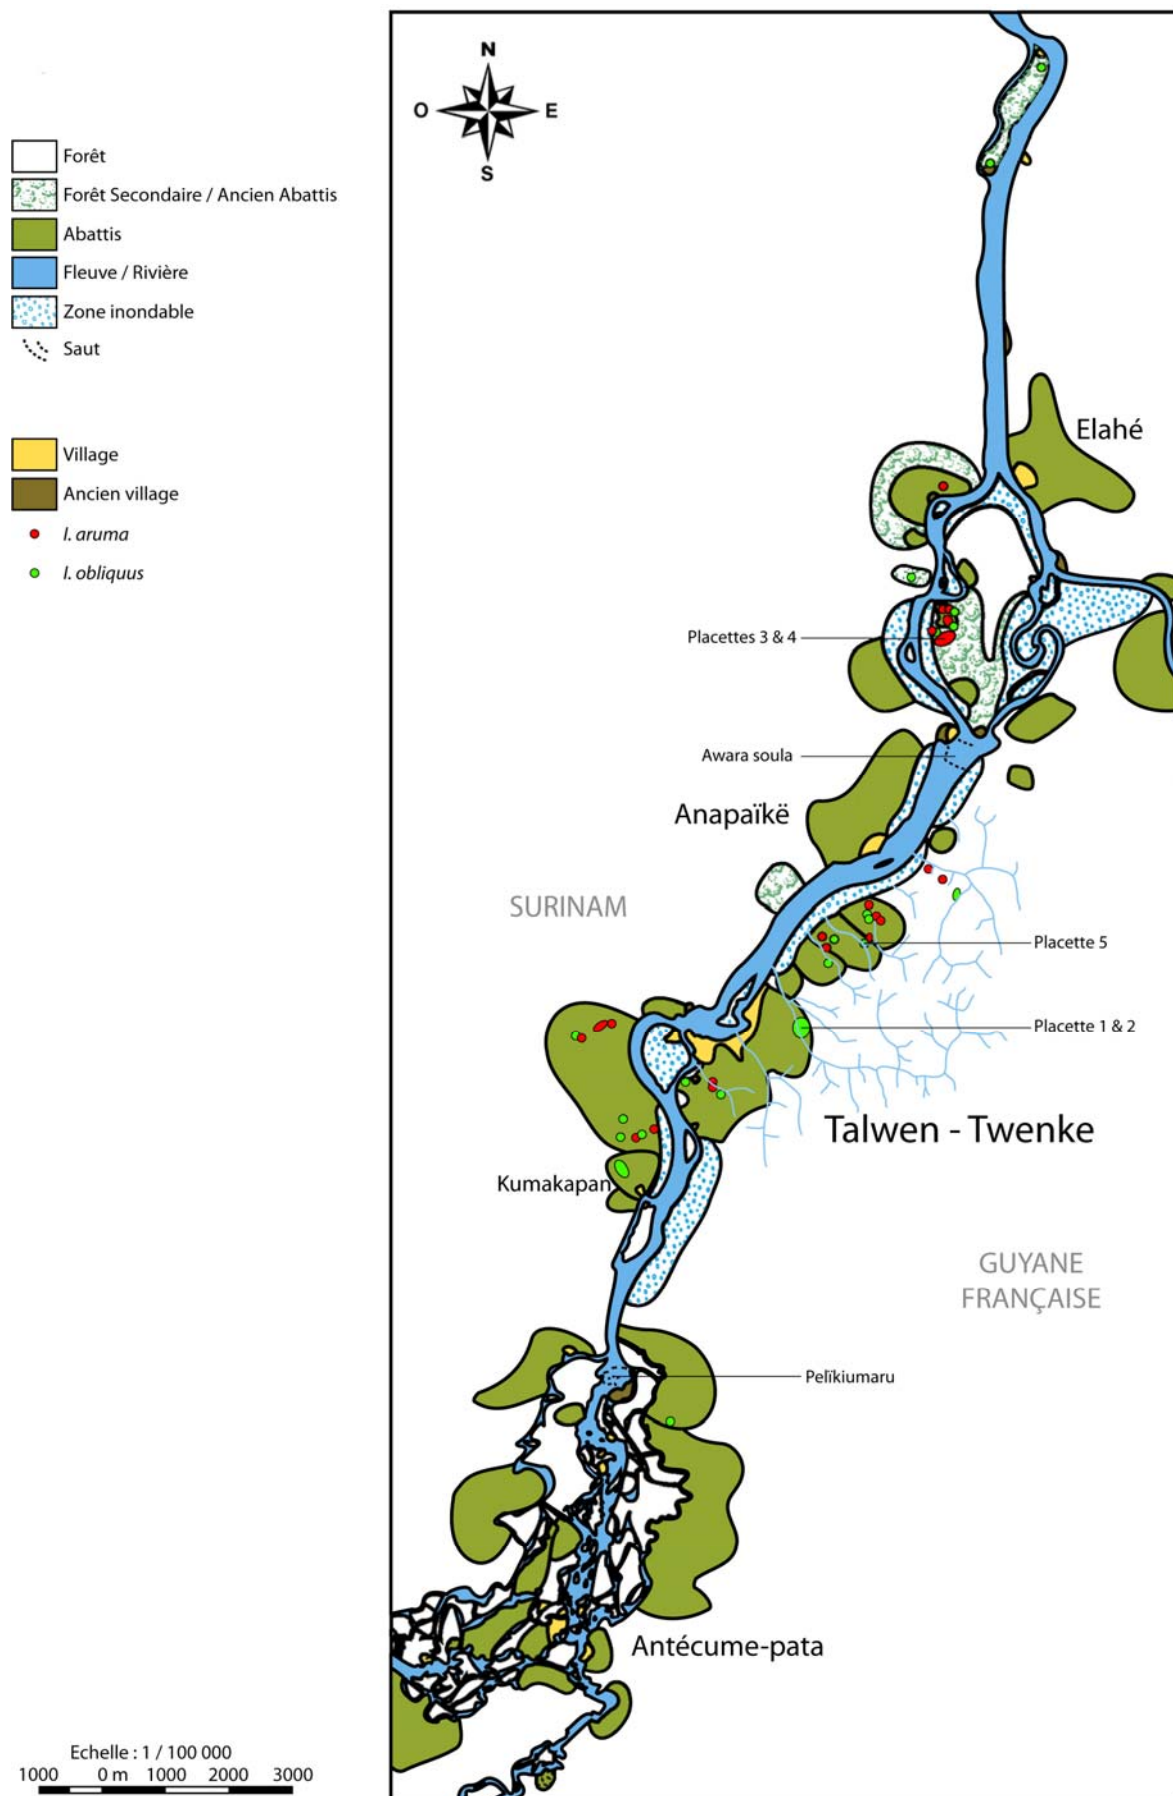 N
O
E
S
Forêt
Forêt Secondaire / Ancien Abattis
Abattis
Fleuve / Rivière
Zone inondable
Saut
Village
Ancien village
I. aruma
I. obliquus
Elahé
Placettes 3 & 4
Awara soula
Anapaïkë
SURINAM
Placette 5
Placette 1 & 2
Talwen - Twenke
Kumakapan
GUYANE
FRANÇAISE
Pelïkiumaru
Antécume-pata
Echelle : 1 / 100 000
1000 0 m 1000 2000 3000